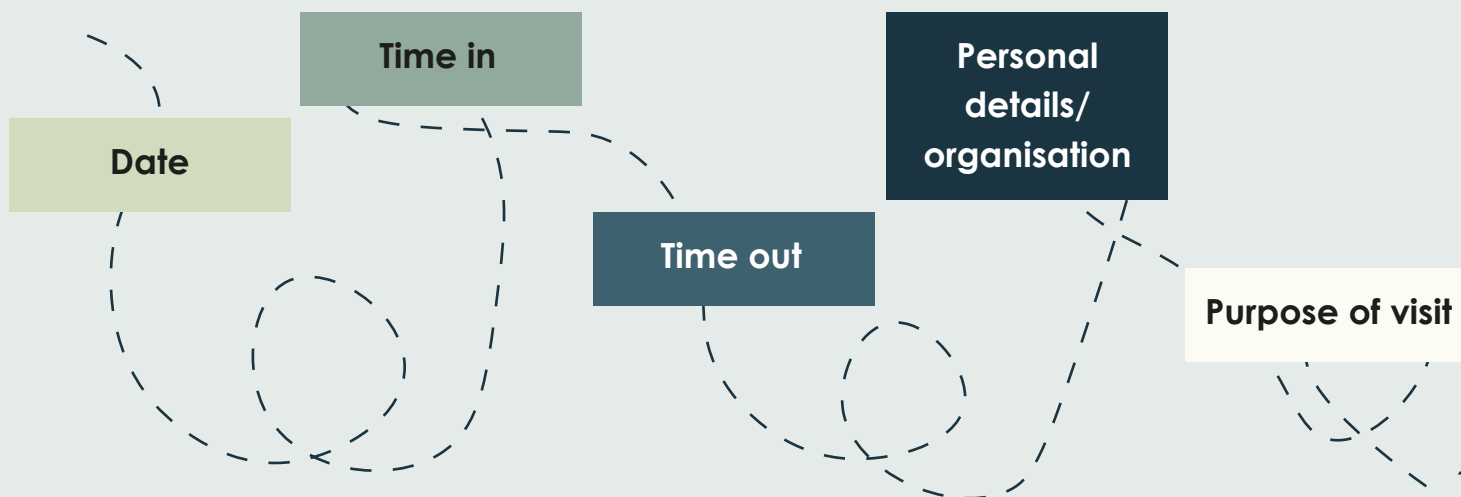 Date
Time in
Time out
Personal
details/
organisation
Purpose of visit